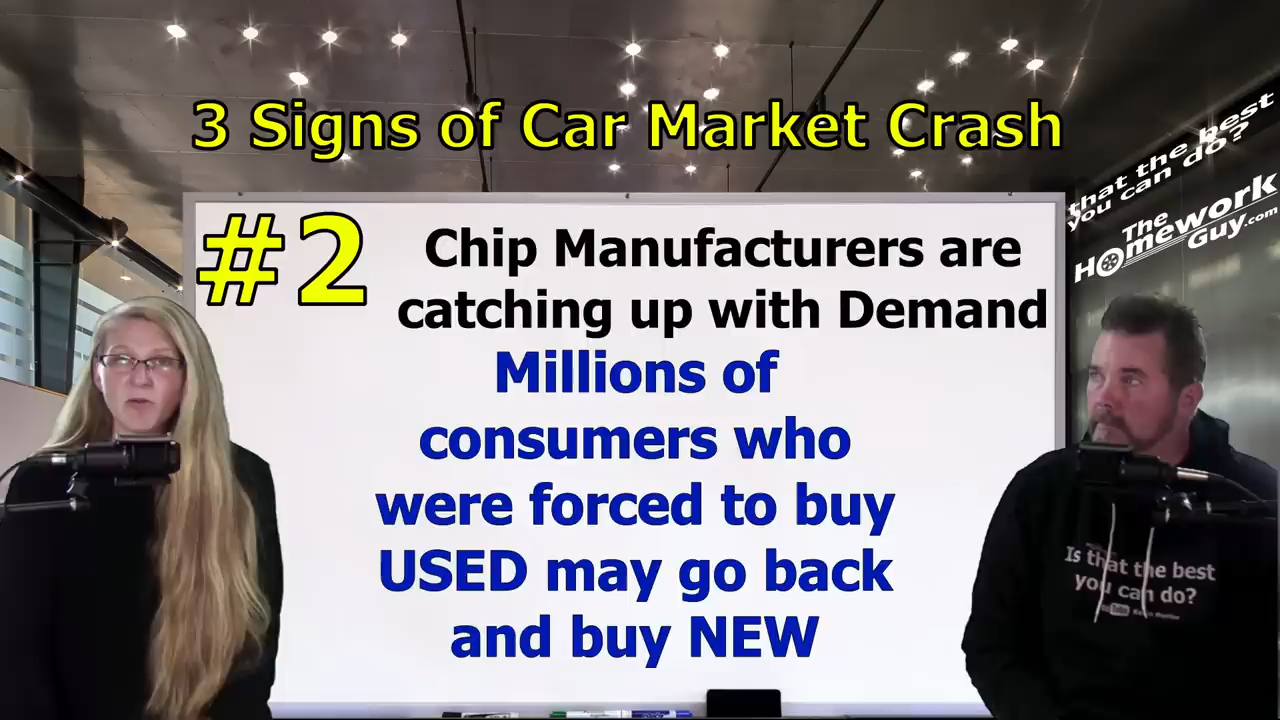 3 Signs of Car Market Crash
that the best
you can do?
The
Homework
Guy.com
#2
Chip Manufacturers are
catching up with Demand
Millions of
consumers who
were forced to buy
USED may go back
and buy NEW
Is that the best
you can do?